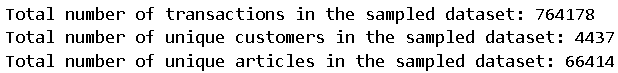 Total number of transactions in the sampled dataset: 764178
Total number of unique customers in the sampled dataset: 4437
Total number of unique articles in the sampled dataset: 66414